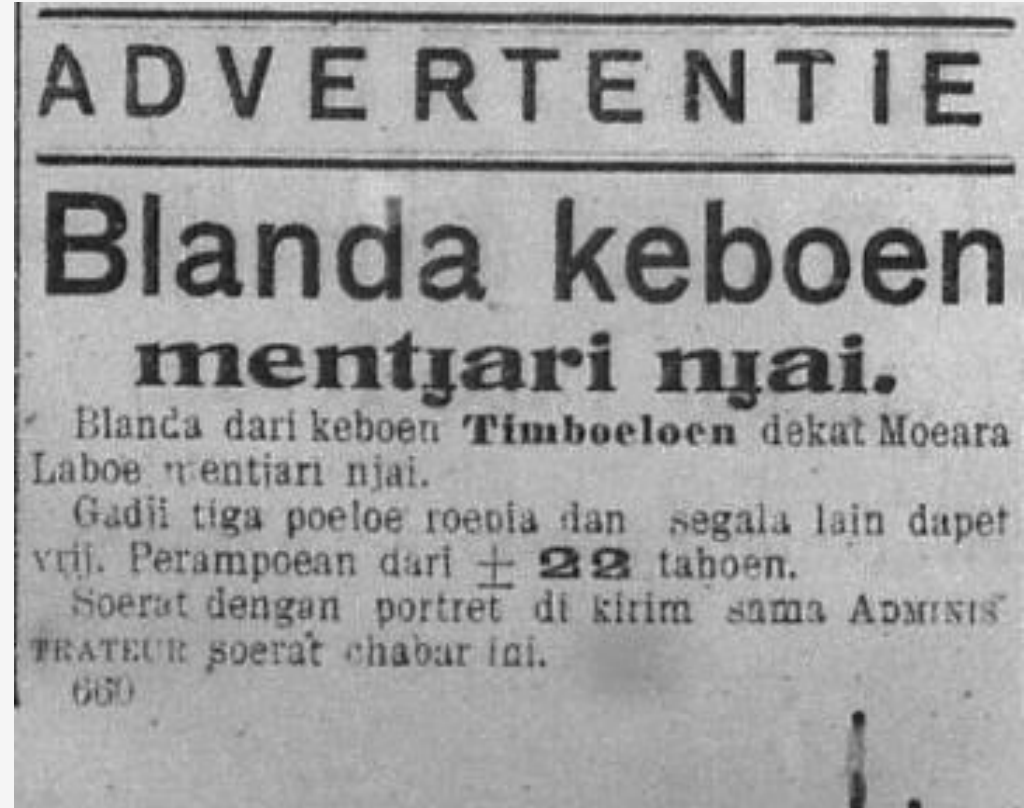 ADVERTENTIE
Blanda keboen
mentjari njai.
Blanda dari keboen Timboeloen dekat Moeara
Laboe mentjari njai.
Gadji tiga poeloe roepia dan segala lain dapet
vrij. Perampoean dari ± 22 tahoen.
Soerat dengan portret di kirim sama ADMINIS
TRATEUR soerat chabar ini.
660